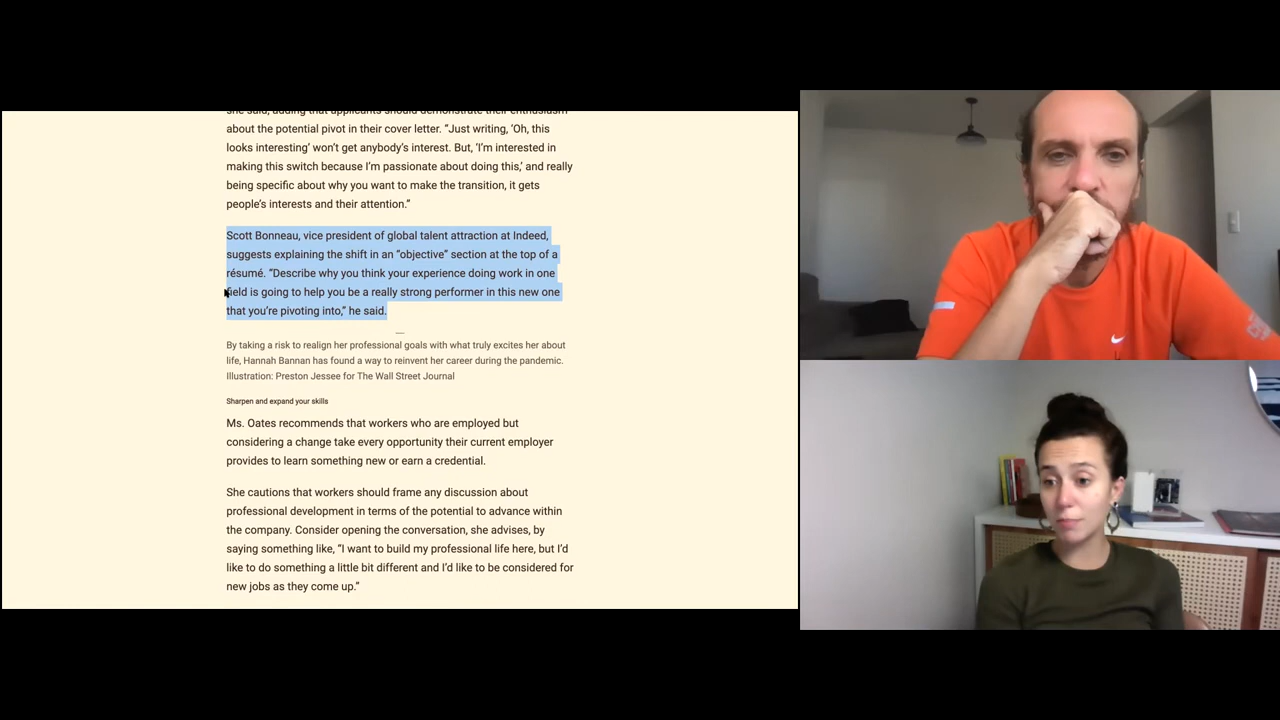 she said, adding that applicants should demonstrate their enthusiasm
about the potential pivot in their cover letter. “Just writing, ‘Oh, this
looks interesting’ won’t get anybody’s interest. But, ‘I’m interested in
making this switch because I’m passionate about doing this,’ and really
being specific about why you want to make the transition, it gets
people’s interests and their attention.”
Scott Bonneau, vice president of global talent attraction at Indeed,
suggests explaining the shift in an “objective” section at the top of a
résumé. “Describe why you think your experience doing work in one
field is going to help you be a really strong performer in this new one
that you’re pivoting into,” he said.
By taking a risk to realign her professional goals with what truly excites her about
life, Hannah Bannan has found a way to reinvent her career during the pandemic.
Illustration: Preston Jessee for The Wall Street Journal
Sharpen and expand your skills
Ms. Oates recommends that workers who are employed but
considering a change take every opportunity their current employer
provides to learn something new or earn a credential.
She cautions that workers should frame any discussion about
professional development in terms of the potential to advance within
the company. Consider opening the conversation, she advises, by
saying something like, “I want to build my professional life here, but I’d
like to do something a little bit different and I’d like to be considered for
new jobs as they come up.”